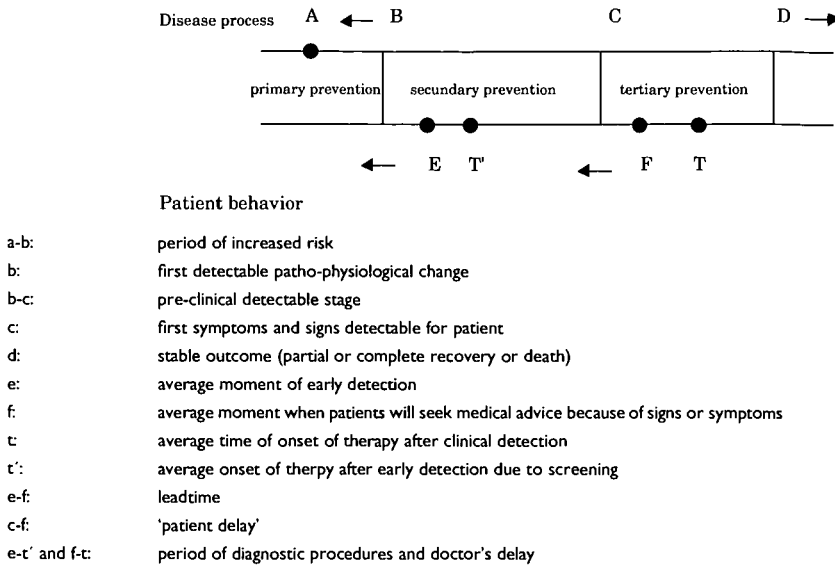 Disease process A B C D
primary prevention secundary prevention tertiary prevention
E T' F T
Patient behavior
a-b: period of increased risk
b: first detectable patho-physiological change
b-c: pre-clinical detectable stage
c: first symptoms and signs detectable for patient
d: stable outcome (partial or complete recovery or death)
e: average moment of early detection
f: average moment when patients will seek medical advice because of signs or symptoms
t: average time of onset of therapy after clinical detection
t´: average onset of therpy after early detection due to screening
e-f: leadtime
c-f: 'patient delay'
e-t´ and f-t: period of diagnostic procedures and doctor's delay